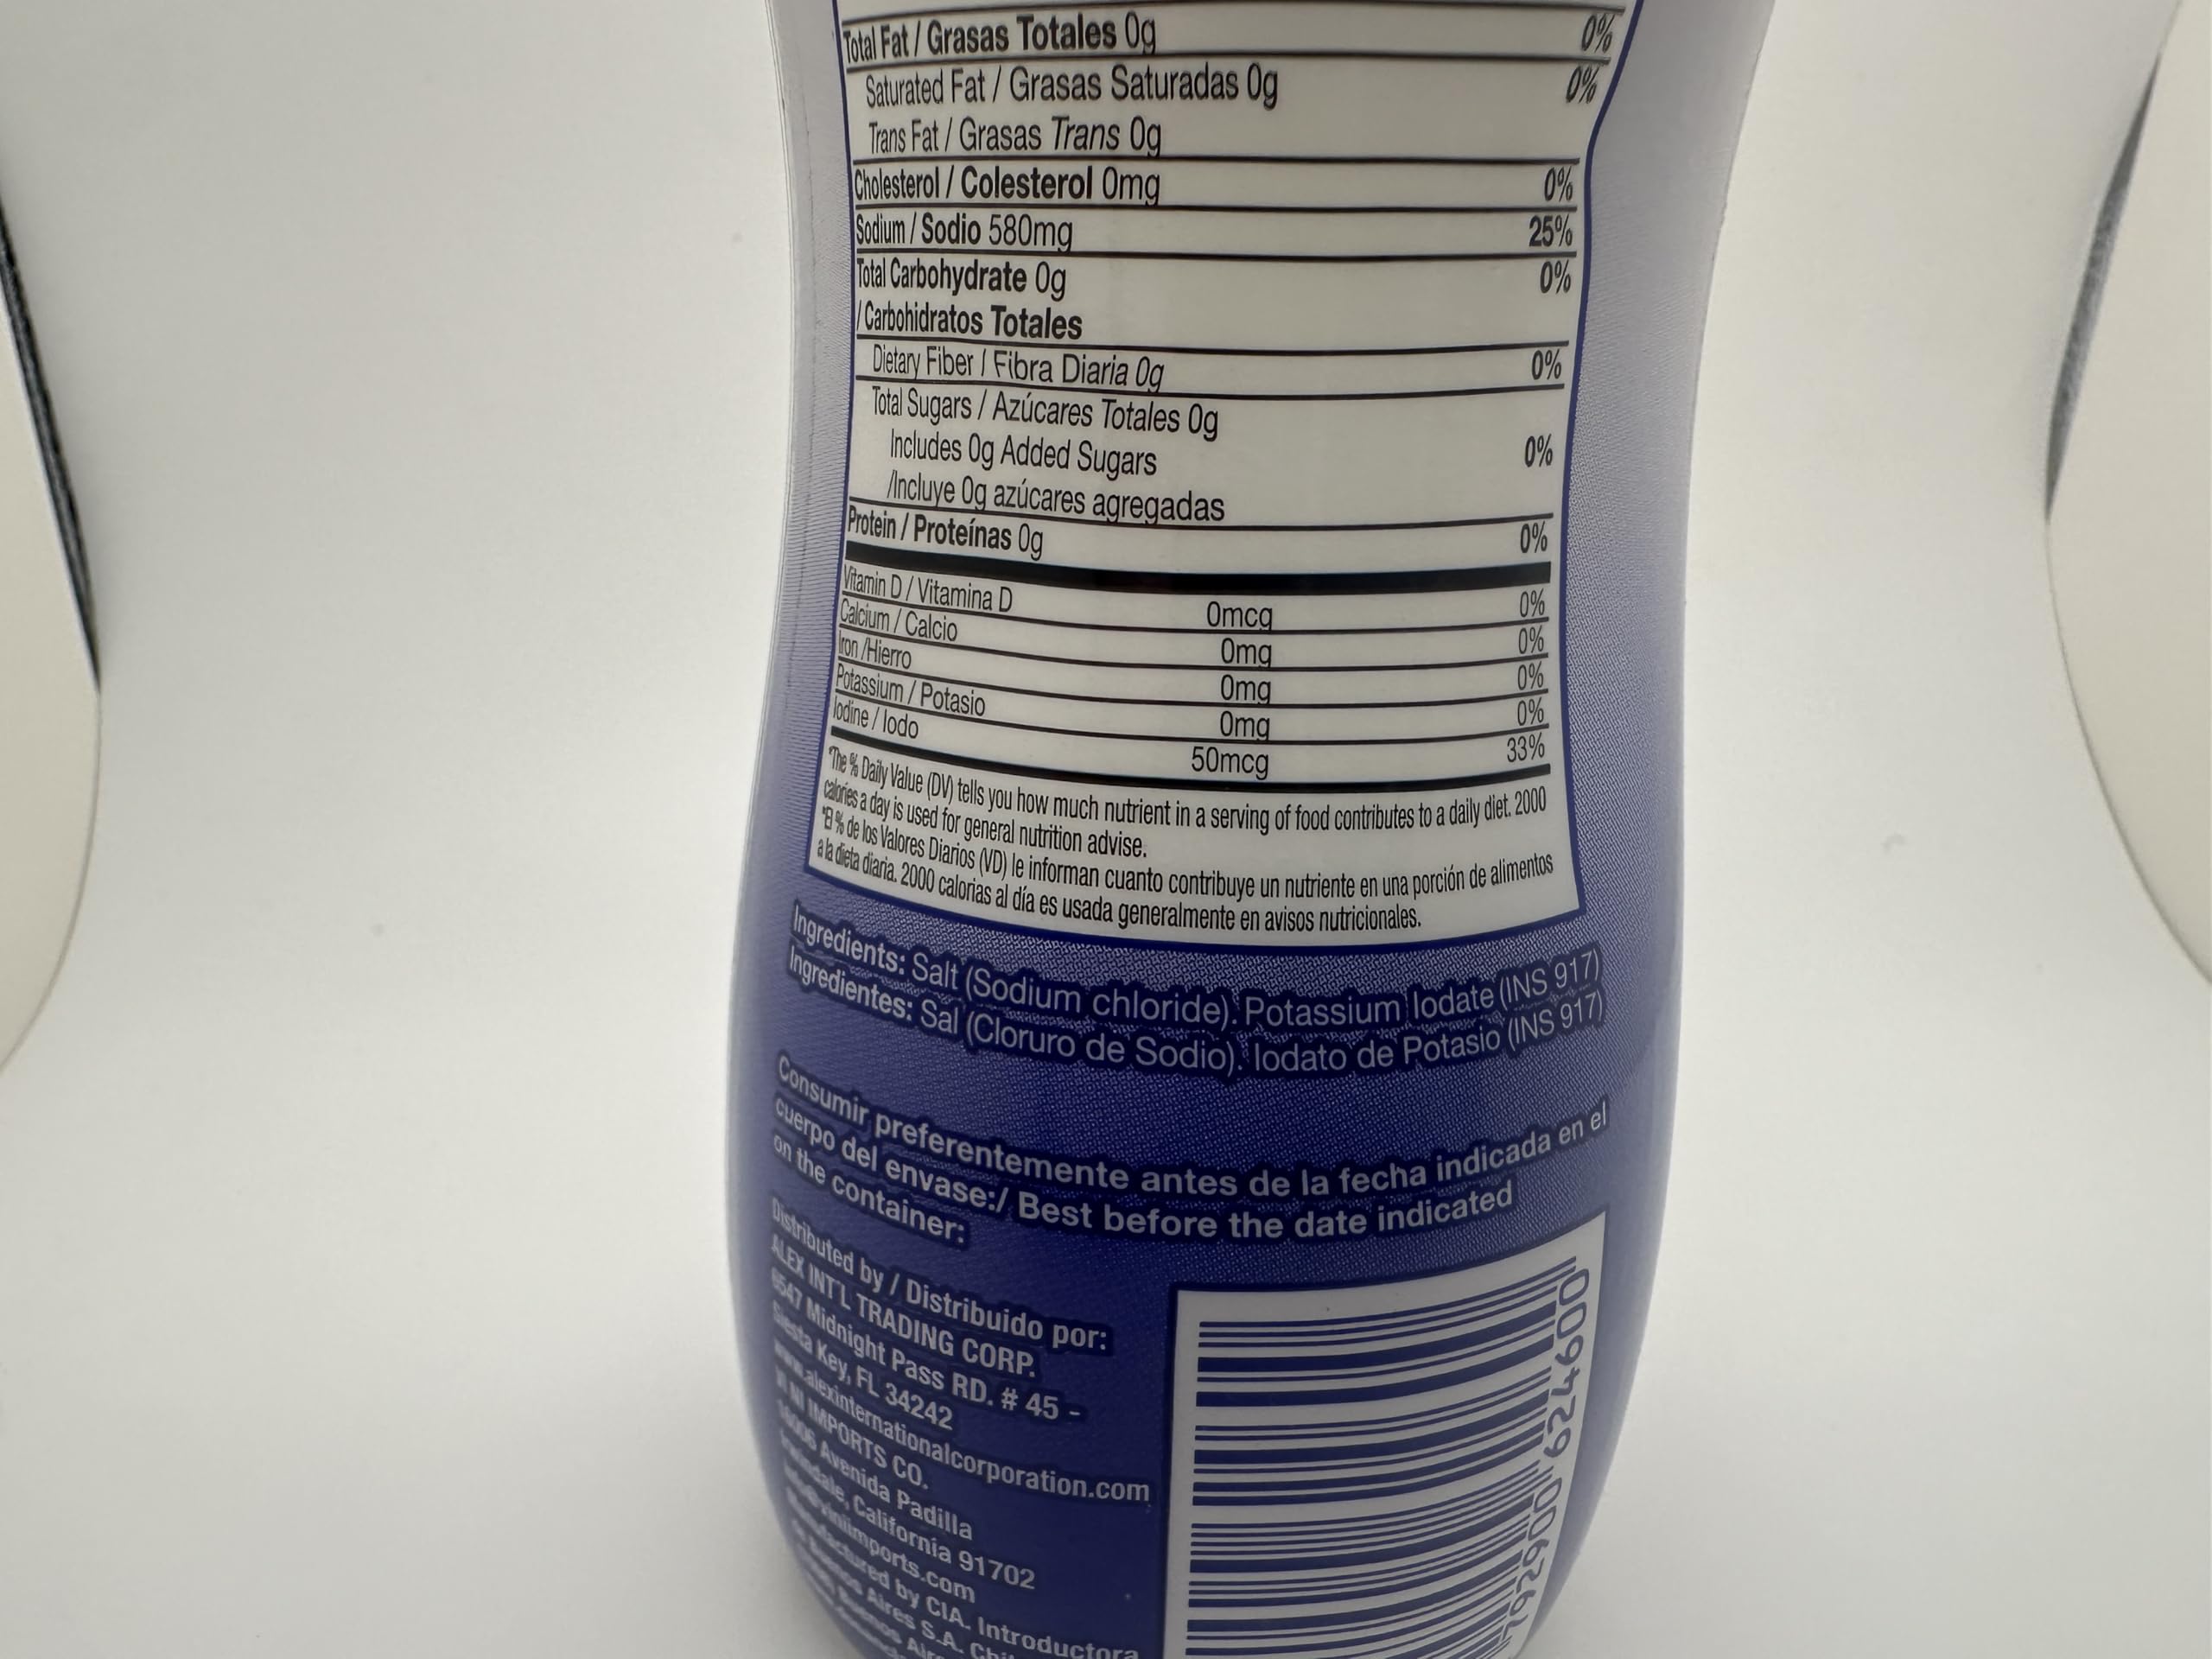 Total Fat / Grasas Totales 0g 0%
Saturated Fat / Grasas Saturadas 0g 0%
Trans Fat / Grasas Trans 0g
Cholesterol / Colesterol 0mg 0%
Sodium / Sodio 580mg 25%
Total Carbohydrate 0g 0%
/ Carbohidratos Totales
Dietary Fiber / Fibra Diaria 0g 0%
Total Sugars / Azúcares Totales 0g
Includes 0g Added Sugars 0%
/Incluye 0g azúcares agregadas
Protein / Proteínas 0g 0%
Vitamin D / Vitamina D 0mcg 0%
Calcium / Calcio 0mg 0%
Iron /Hierro 0mg 0%
Potassium / Potasio 0mg 0%
Iodine / Iodo 50mcg 33%
*The % Daily Value (DV) tells you how much nutrient in a serving of food contributes to a daily diet. 2000
calories a day is used for general nutrition advise.
*El % de los Valores Diarios (VD) le informan cuanto contribuye un nutriente en una porción de alimentos
a la dieta diaria. 2000 calorias al día es usada generalmente en avisos nutricionales.
Ingredients: Salt (Sodium chloride). Potassium Iodate (INS 917)
Ingredientes: Sal (Cloruro de Sodio). Iodato de Potasio (INS 917)
Consumir preferentemente antes de la fecha indicada en el
cuerpo del envase:/ Best before the date indicated
on the container:
Distributed by / Distribuido por:
ALEX INT'L TRADING CORP.
6547 Midnight Pass RD. # 45 -
Siesta Key, FL 34242
www.alexinternationalcorporation.com
IMPORTS CO.
Avenida Padilla
California 91702
Manufactured by CIA. Introductora
Buenos Aires S.A.
7792900 624600